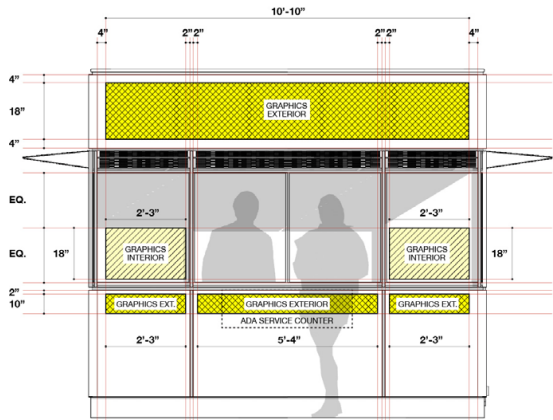 10'-10"
4" 2" 2" 2" 2" 4"
4"
GRAPHICS
EXTERIOR
18"
4"
EQ.
2'-3" 2'-3"
EQ. 18" GRAPHICS
INTERIOR GRAPHICS
INTERIOR 18"
2"
10" GRAPHICS EXT. GRAPHICS EXTERIOR GRAPHICS EXT.
ADA SERVICE COUNTER
2'-3" 5'-4" 2'-3"